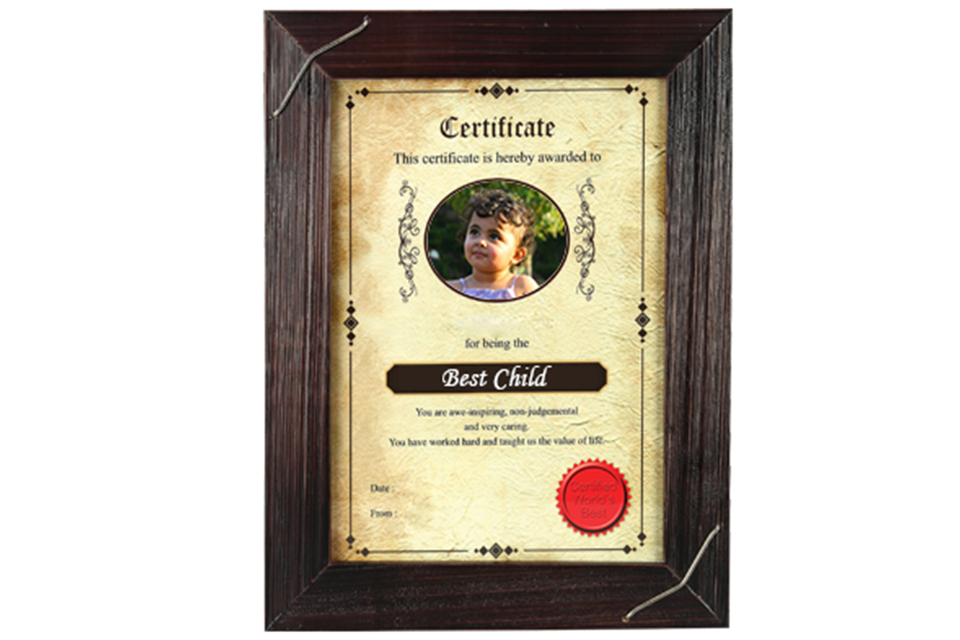 Certificate
This certificate is hereby awarded to
for being the
Best Child
You are awe-inspiring, non-judgemental
and very caring.
You have worked hard and taught us the value of life.
Date :
From :
Certified
World's
Best